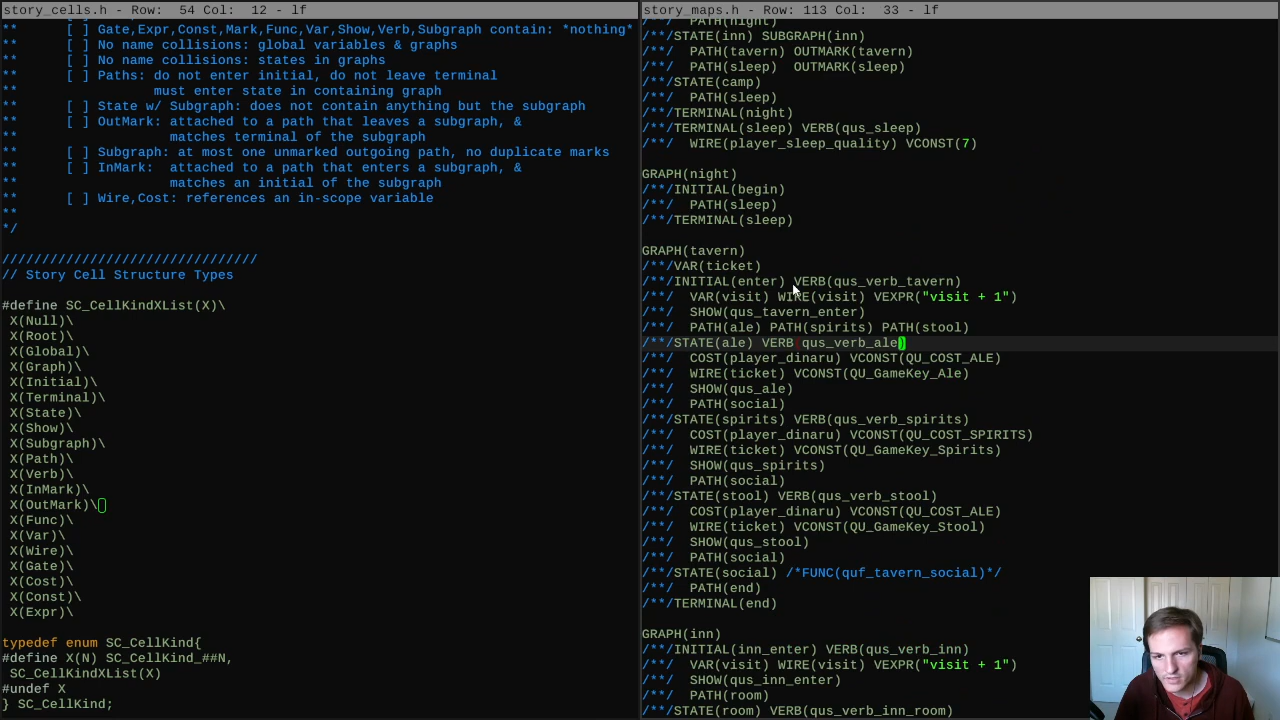 story_cells.h - Row:  54 Col:  12 - lf
**      [ ] Gate,Expr,Const,Mark,Func,Var,Show,Verb,Subgraph contain: *nothing*
**      [ ] No name collisions: global variables & graphs
**      [ ] No name collisions: states in graphs
**      [ ] Paths: do not enter initial, do not leave terminal
**                 must enter state in containing graph
**      [ ] State w/ Subgraph: does not contain anything but the subgraph
**      [ ] OutMark: attached to a path that leaves a subgraph, &
**                   matches terminal of the subgraph
**      [ ] Subgraph: at most one unmarked outgoing path, no duplicate marks
**      [ ] InMark:  attached to a path that enters a subgraph, &
**                   matches an initial of the subgraph
**      [ ] Wire,Cost: references an in-scope variable
**
*/
////////////////////////////////
// Story Cell Structure Types
#define SC_CellKindXList(X)\
 X(Null)\
 X(Root)\
 X(Global)\
 X(Graph)\
 X(Initial)\
 X(Terminal)\
 X(State)\
 X(Show)\
 X(Subgraph)\
 X(Path)\
 X(Verb)\
 X(InMark)\
 X(OutMark)\
 X(Func)\
 X(Var)\
 X(Wire)\
 X(Gate)\
 X(Cost)\
 X(Const)\
 X(Expr)\
typedef enum SC_CellKind{
#define X(N) SC_CellKind_##N,
 SC_CellKindXList(X)
#undef X
} SC_CellKind;
story_maps.h - Row: 113 Col:  33 - lf
/**/  PATH(night)
/**/STATE(inn) SUBGRAPH(inn)
/**/  PATH(tavern) OUTMARK(tavern)
/**/  PATH(sleep)  OUTMARK(sleep)
/**/STATE(camp)
/**/  PATH(sleep)
/**/TERMINAL(night)
/**/TERMINAL(sleep) VERB(qus_sleep)
/**/  WIRE(player_sleep_quality) VCONST(7)
GRAPH(night)
/**/INITIAL(begin)
/**/  PATH(sleep)
/**/TERMINAL(sleep)
GRAPH(tavern)
/**/VAR(ticket)
/**/INITIAL(enter) VERB(qus_verb_tavern)
/**/  VAR(visit) WIRE(visit) VEXPR("visit + 1")
/**/  SHOW(qus_tavern_enter)
/**/  PATH(ale) PATH(spirits) PATH(stool)
/**/STATE(ale) VERB(qus_verb_ale)
/**/  COST(player_dinaru) VCONST(QU_COST_ALE)
/**/  WIRE(ticket) VCONST(QU_GameKey_Ale)
/**/  SHOW(qus_ale)
/**/  PATH(social)
/**/STATE(spirits) VERB(qus_verb_spirits)
/**/  COST(player_dinaru) VCONST(QU_COST_SPIRITS)
/**/  WIRE(ticket) VCONST(QU_GameKey_Spirits)
/**/  SHOW(qus_spirits)
/**/  PATH(social)
/**/STATE(stool) VERB(qus_verb_stool)
/**/  COST(player_dinaru) VCONST(QU_COST_ALE)
/**/  WIRE(ticket) VCONST(QU_GameKey_Stool)
/**/  SHOW(qus_stool)
/**/  PATH(social)
/**/STATE(social) /*FUNC(quf_tavern_social)*/
/**/  PATH(end)
/**/TERMINAL(end)
GRAPH(inn)
/**/INITIAL(inn_enter) VERB(qus_verb_inn)
/**/  VAR(visit) WIRE(visit) VEXPR("visit + 1")
/**/  SHOW(qus_inn_enter)
/**/  PATH(room)
/**/STATE(room) VERB(qus_verb_inn_room)